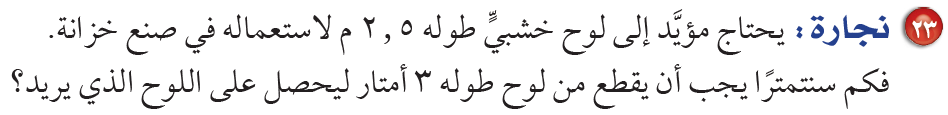 ٢٣ نجارة : يحتاج مؤيَّد إلى لوح خشبيٍّ طوله ٢,٥ م لاستعماله في صنع خزانة.
فكم سنتمترًا يجب أن يقطع من لوح طوله ٣ أمتار ليحصل على اللوح الذي يريد؟